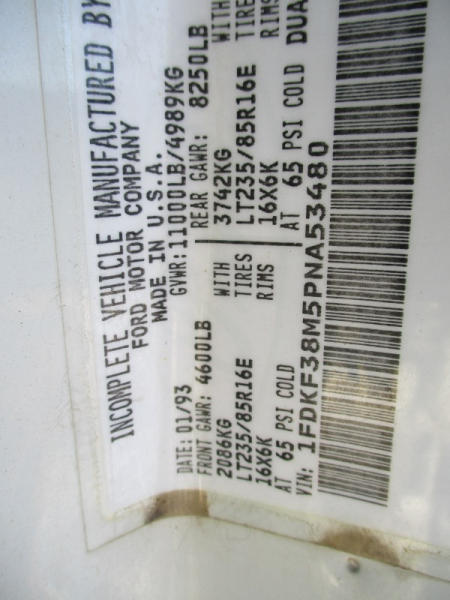 INCOMPLETE VEHICLE MANUFACTURED BY
FORD MOTOR COMPANY
MADE IN U.S.A.
DATE: 01/93 GVWR: 11000LB/4989KG
FRONT GAWR: 4600LB REAR GAWR: 8250LB
2086KG WITH 3742KG WITH
LT235/85R16E TIRES LT235/85R16E TIRES
16X6K RIMS 16X6K RIMS
AT 65 PSI COLD AT 65 PSI COLD DUA
VIN: 1FDKF38M5PNA53480